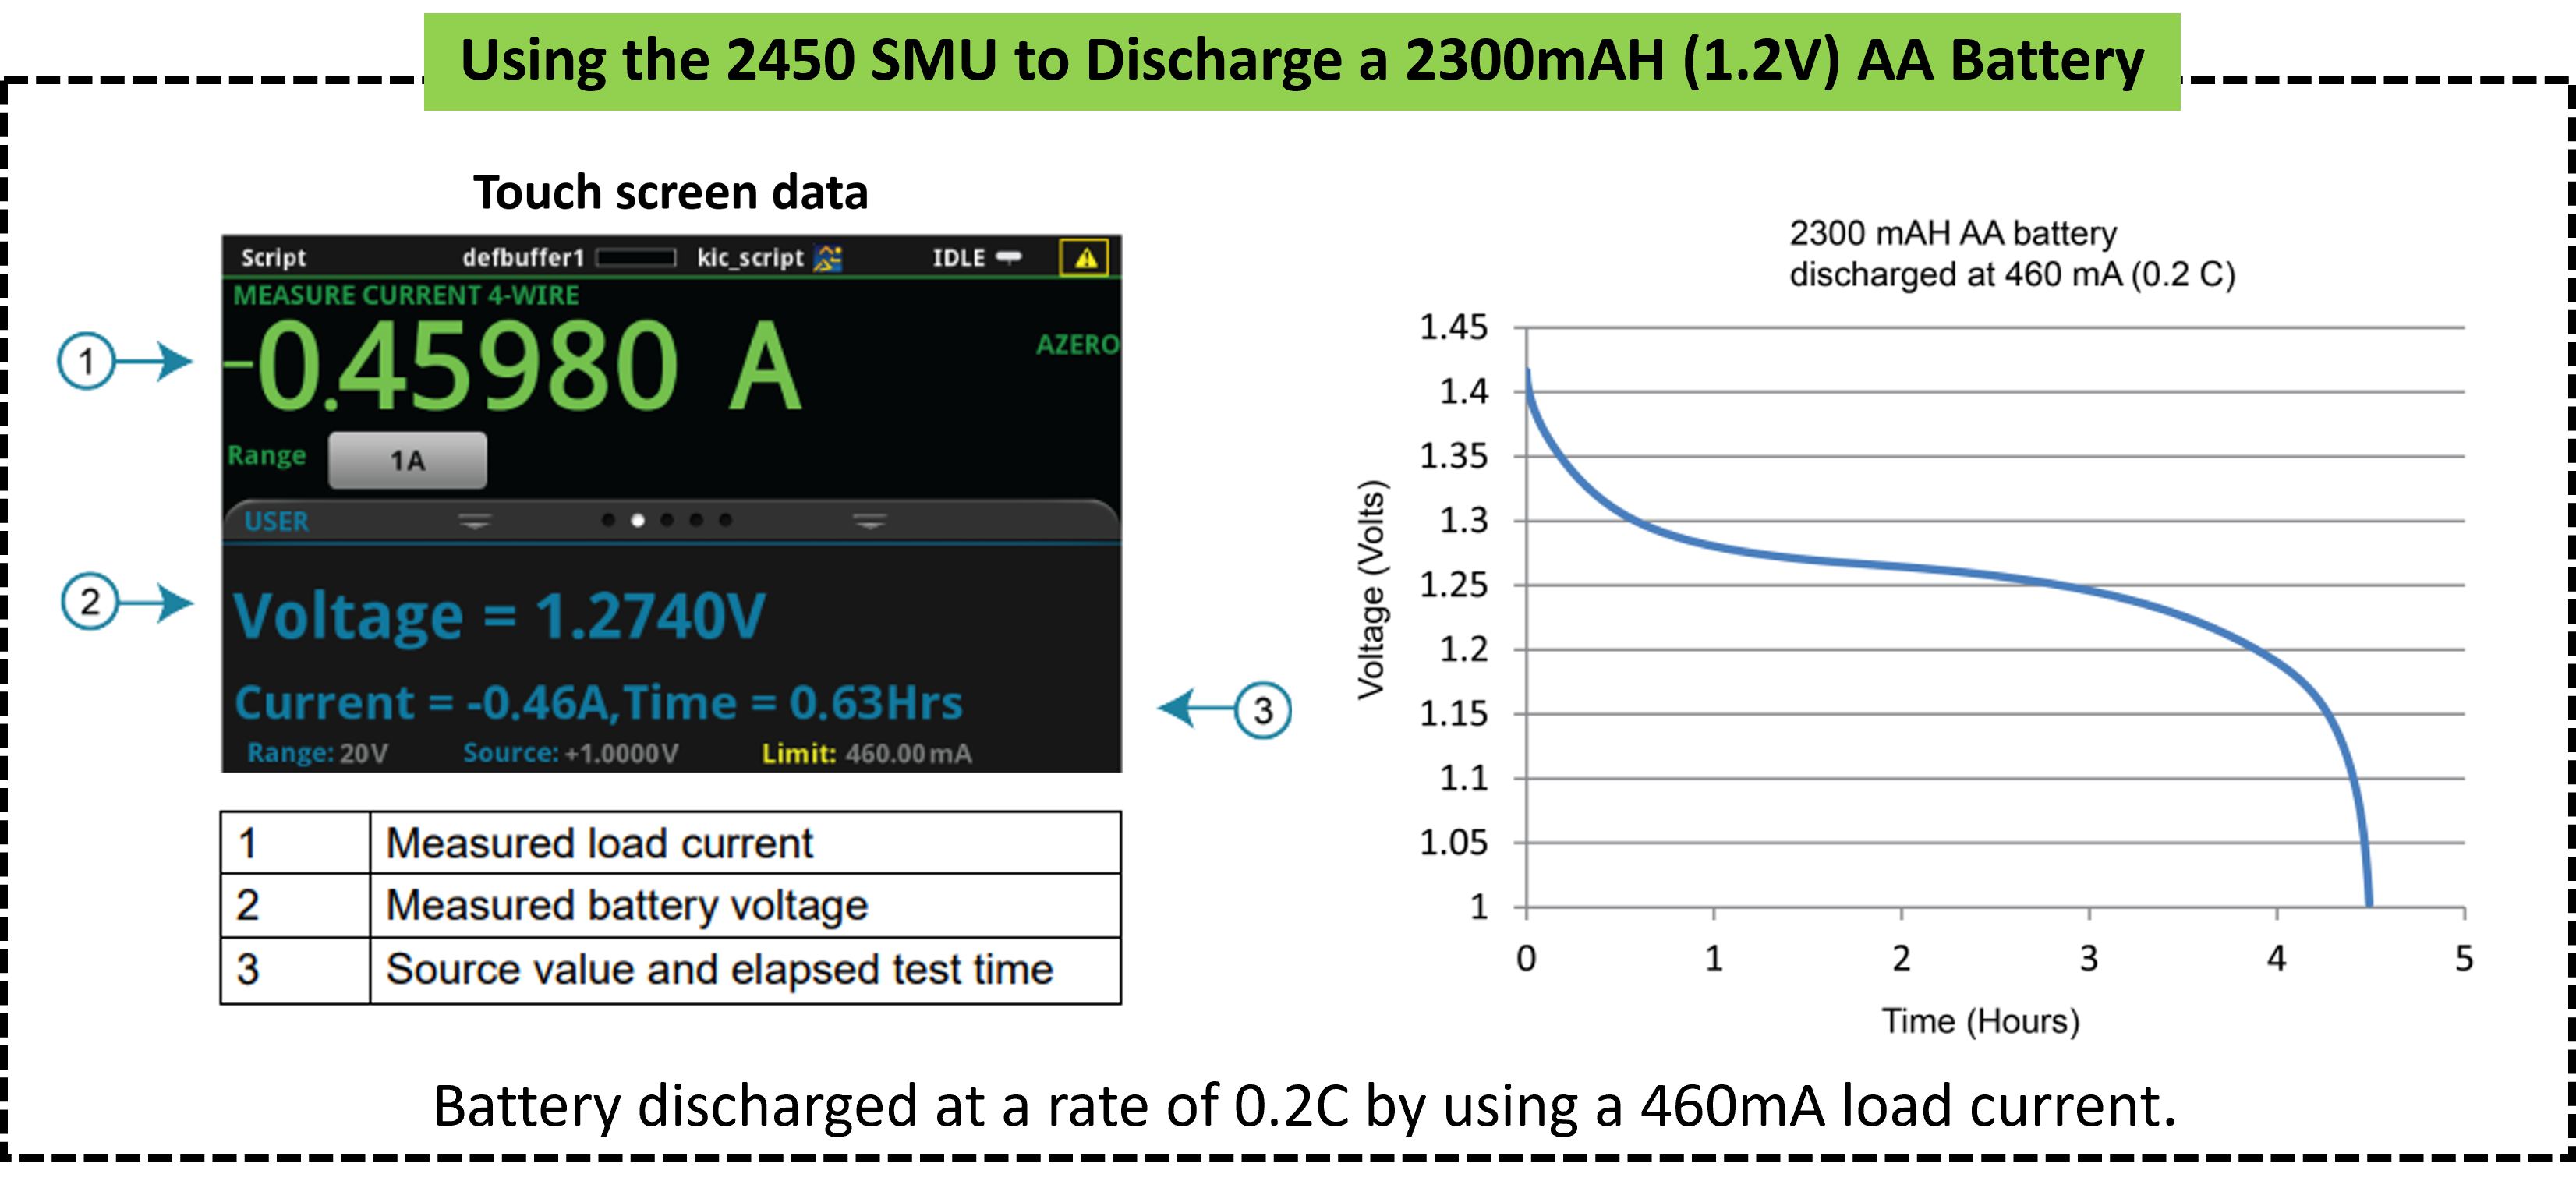 Using the 2450 SMU to Discharge a 2300mAH (1.2V) AA Battery
Touch screen data
Script defbuffer1 kic_script IDLE
MEASURE CURRENT 4-WIRE
-0.45980 A
AZERO
Range 1A
USER
Voltage = 1.2740V
Current = -0.46A,Time = 0.63Hrs
Range: 20V Source: +1.0000V Limit: 460.00mA
1
2
3
1 Measured load current
2 Measured battery voltage
3 Source value and elapsed test time
2300 mAH AA battery
discharged at 460 mA (0.2 C)
Voltage (Volts)
1.45
1.4
1.35
1.3
1.25
1.2
1.15
1.1
1.05
1
0 1 2 3 4 5
Time (Hours)
Battery discharged at a rate of 0.2C by using a 460mA load current.